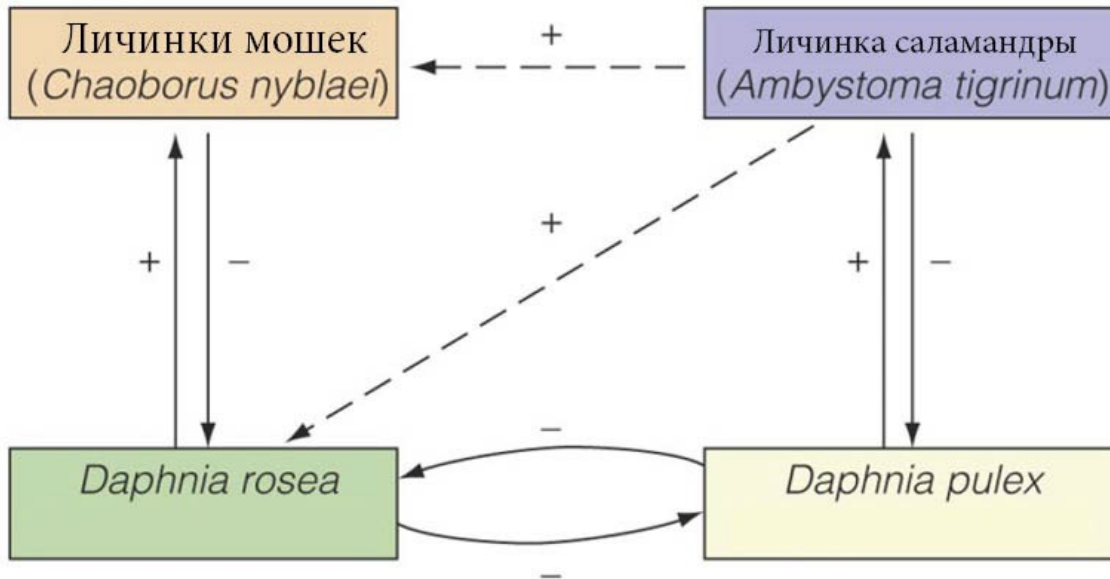 Личинки мошек
(Chaoborus nyblaei)
+
Личинка саламандры
(Ambystoma tigrinum)
+
+
–
+
–
Daphnia rosea
–
Daphnia pulex
–